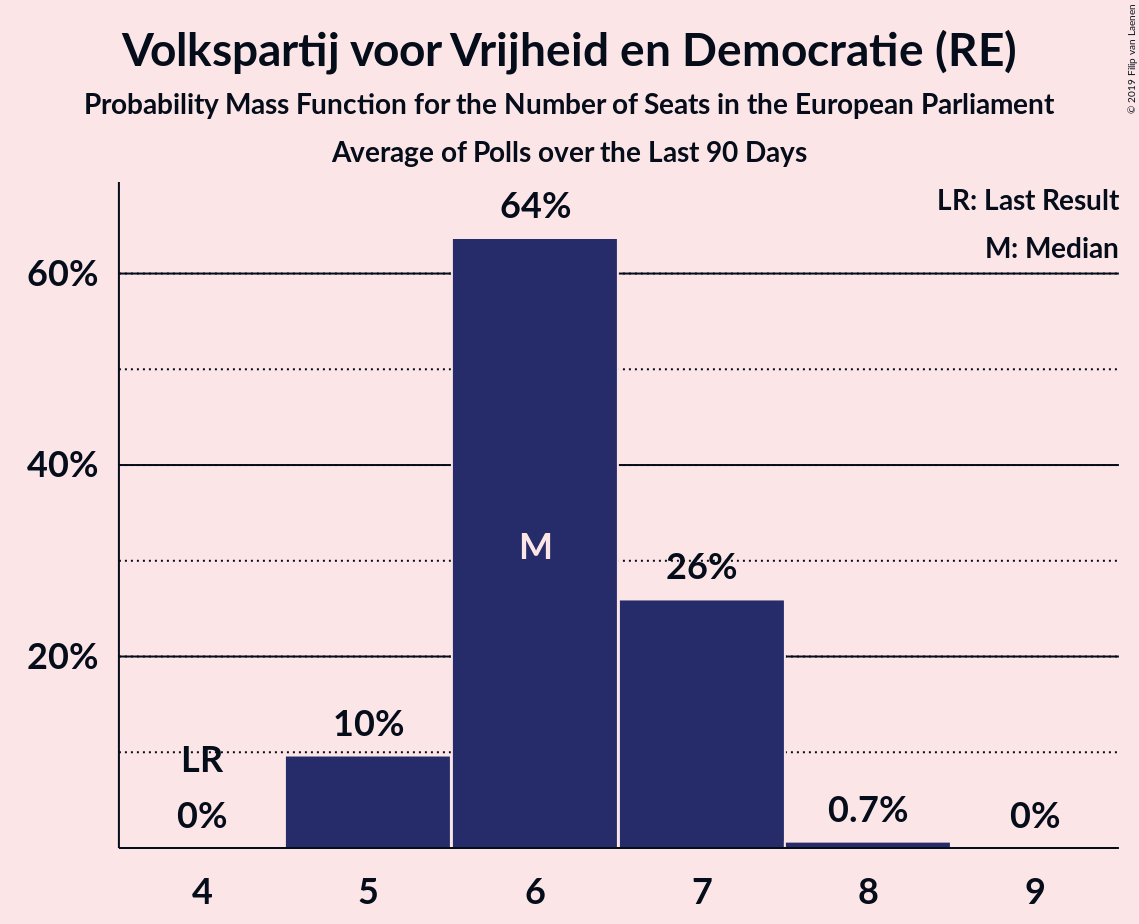 Volkspartij voor Vrijheid en Democratie (RE)
Probability Mass Function for the Number of Seats in the European Parliament
Average of Polls over the Last 90 Days
© 2019 Filip van Laenen
LR: Last Result
M: Median
64%
60%
40%
M
26%
20%
10%
LR
0%
0.7%
0%
4 5 6 7 8 9